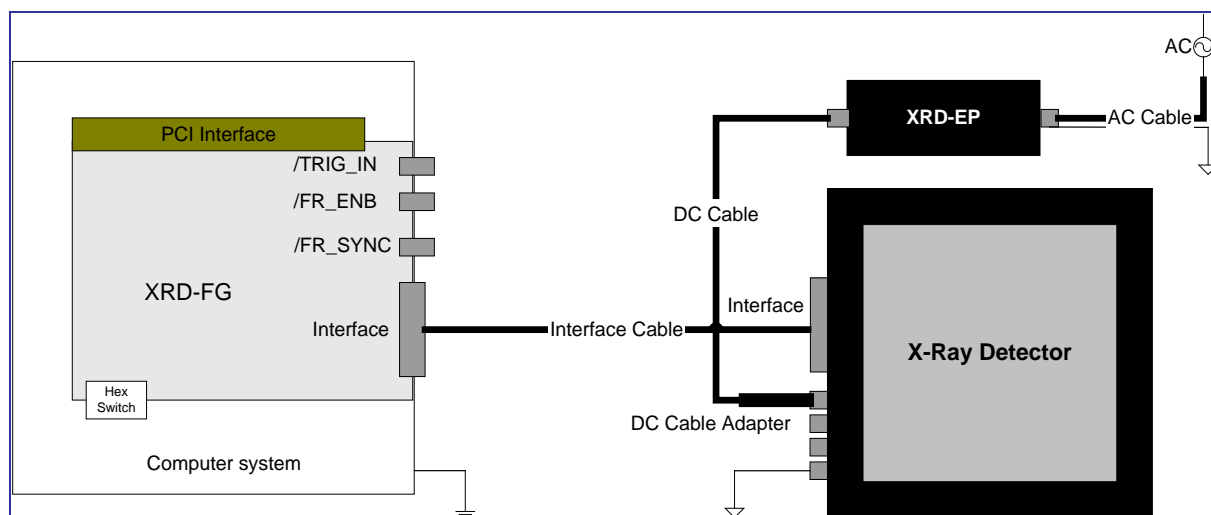 AC
XRD-EP
AC Cable
PCI Interface
/TRIG_IN
/FR_ENB
/FR_SYNC
XRD-FG
Interface
Hex
Switch
Computer system
Interface Cable
DC Cable
Interface
X-Ray Detector
DC Cable Adapter